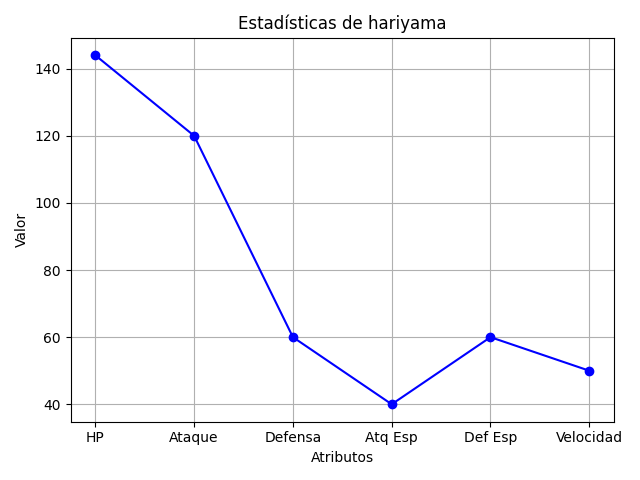 Estadísticas de hariyama
Valor
140
120
100
80
60
40
HP Ataque Defensa Atq Esp Def Esp Velocidad
Atributos